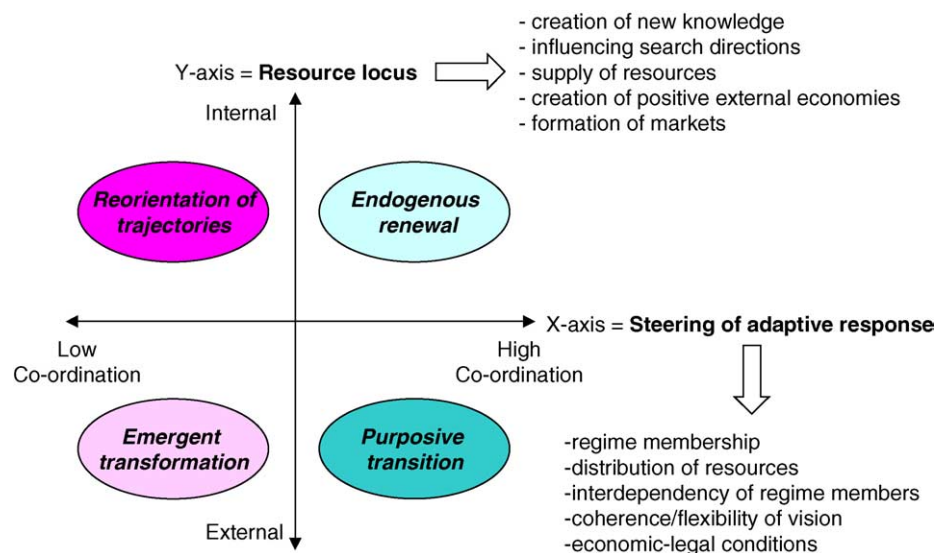 - creation of new knowledge
- influencing search directions
- supply of resources
- creation of positive external economies
- formation of markets
Y-axis = Resource locus
Internal
Reorientation of
trajectories
Endogenous
renewal
X-axis = Steering of adaptive response
Low
Co-ordination
High
Co-ordination
Emergent
transformation
Purposive
transition
External
-regime membership
-distribution of resources
-interdependency of regime members
-coherence/flexibility of vision
-economic-legal conditions